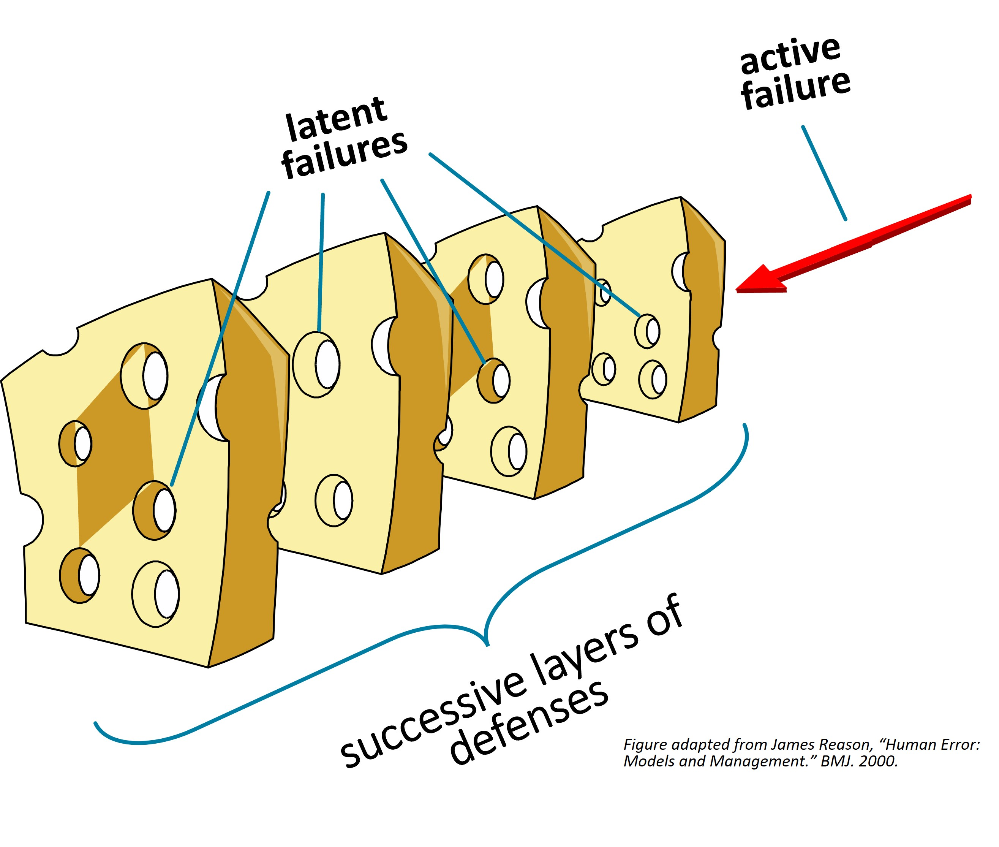 active
failure
latent
failures
successive layers of
defenses
Figure adapted from James Reason, “Human Error:
Models and Management.” BMJ. 2000.